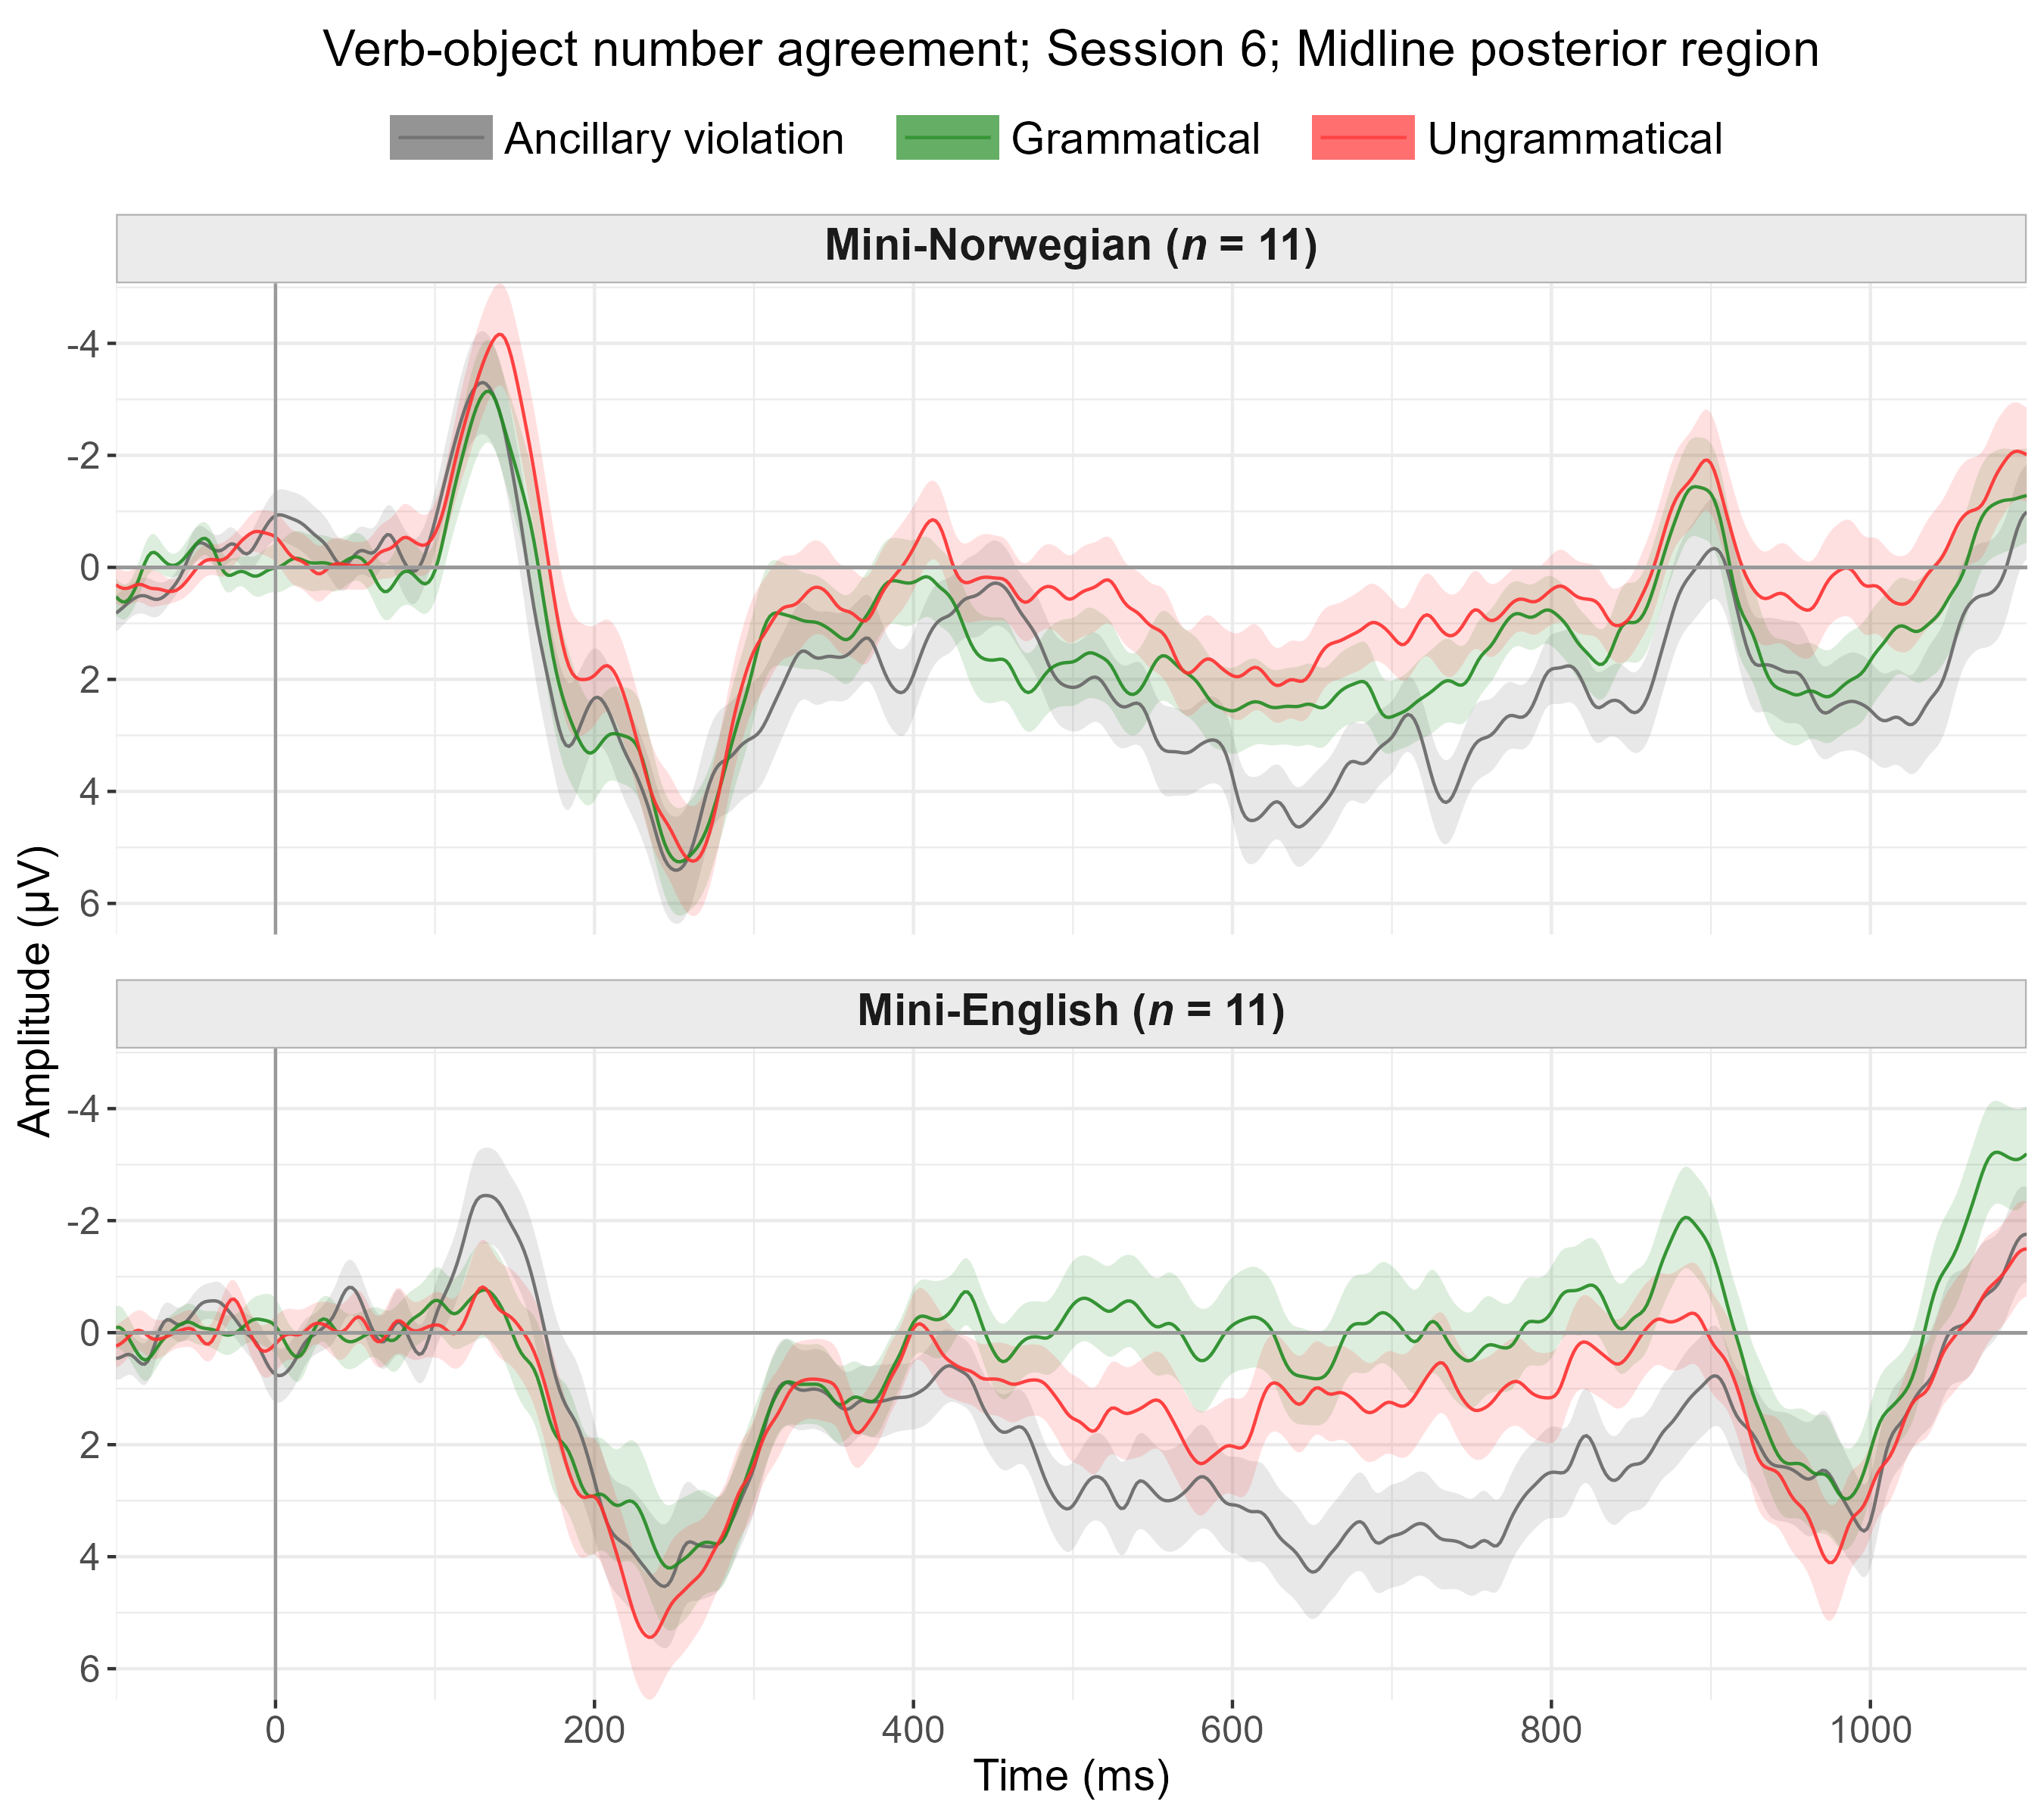 Verb-object number agreement; Session 6; Midline posterior region
Ancillary violation Grammatical Ungrammatical
Mini-Norwegian (n = 11)
-4
-2
0
2
4
6
Amplitude (µV)
Mini-English (n = 11)
-4
-2
0
2
4
6
0 200 400 600 800 1000
Time (ms)